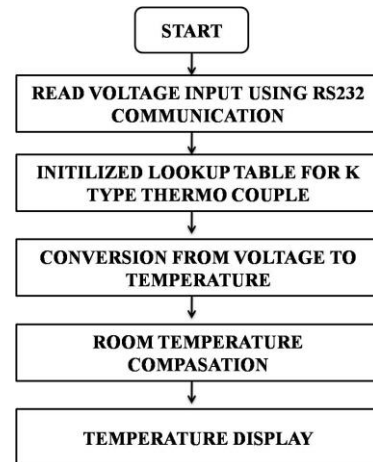 START
READ VOLTAGE INPUT USING RS232
COMMUNICATION
INITILIZED LOOKUP TABLE FOR K
TYPE THERMO COUPLE
CONVERSION FROM VOLTAGE TO
TEMPERATURE
ROOM TEMPERATURE
COMPASATION
TEMPERATURE DISPLAY